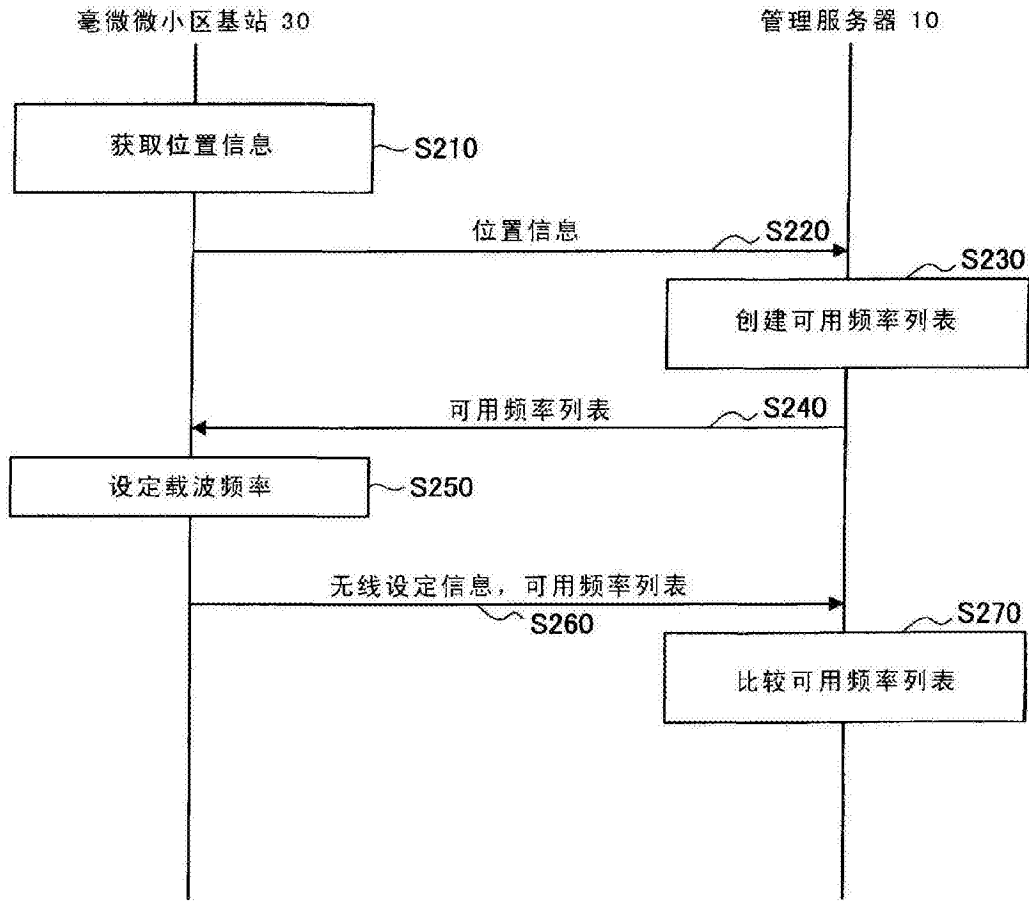 毫微微小区基站 30
管理服务器 10
获取位置信息
S210
位置信息
S220
S230
创建可用频率列表
可用频率列表
S240
设定载波频率
S250
无线设定信息，可用频率列表
S260
S270
比较可用频率列表